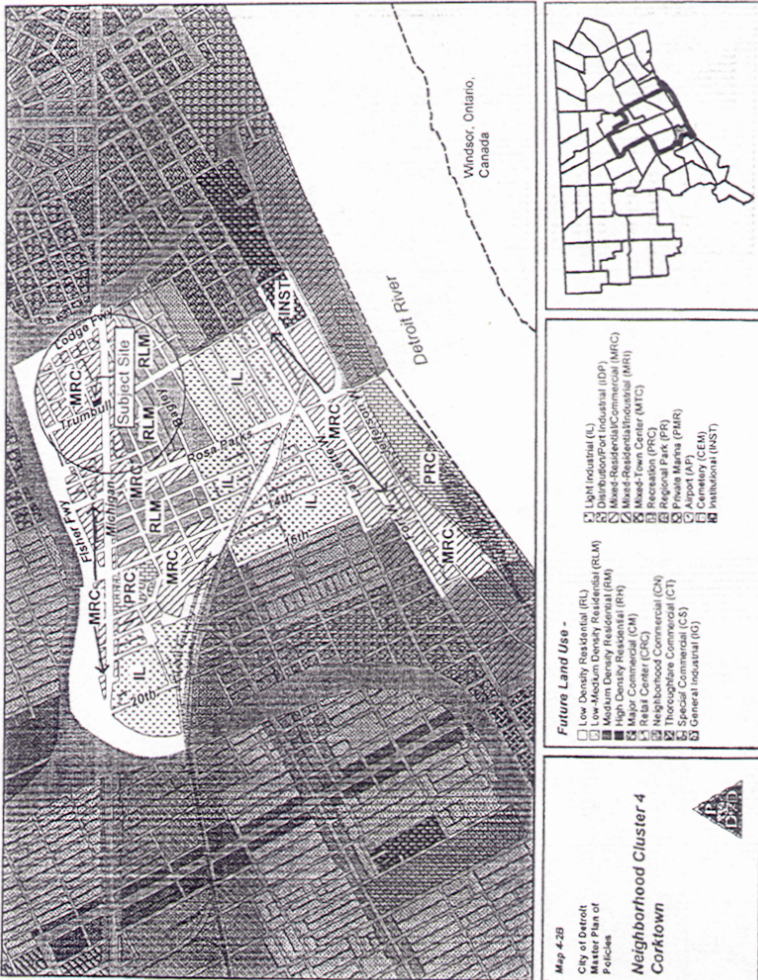 Fisher Fwy.
Lodge Fwy
MRC
Trumbull
Subject Site
RLM
RLM
Bagley
Michigan
MRC
MRC
RLM
PRC
MRC
Rosa Parks
IL
IL
IL
IL
14th
16th
20th
INST
MRC
PRC
MRC
Fort
Detroit River
Windsor, Ontario,
Canada
Map 4-2B
City of Detroit
Master Plan of
Policies
Neighborhood Cluster 4
Corktown
Future Land Use -
Low Density Residential (RL)
Low-Medium Density Residential (RLM)
Medium Density Residential (RM)
High Density Residential (RH)
Major Commercial (CM)
Retail Center (CRC)
Neighborhood Commercial (CN)
Thoroughfare Commercial (CT)
Special Commercial (CS)
General Industrial (IG)
Light Industrial (IL)
Distribution/Port Industrial (IDP)
Mixed-Residential/Commercial (MRC)
Mixed-Residential/Industrial (MRI)
Mixed-Town Center (MTC)
Recreation (PRC)
Regional Park (PR)
Private Marina (PMR)
Airport (AP)
Cemetery (CEM)
Institutional (INST)